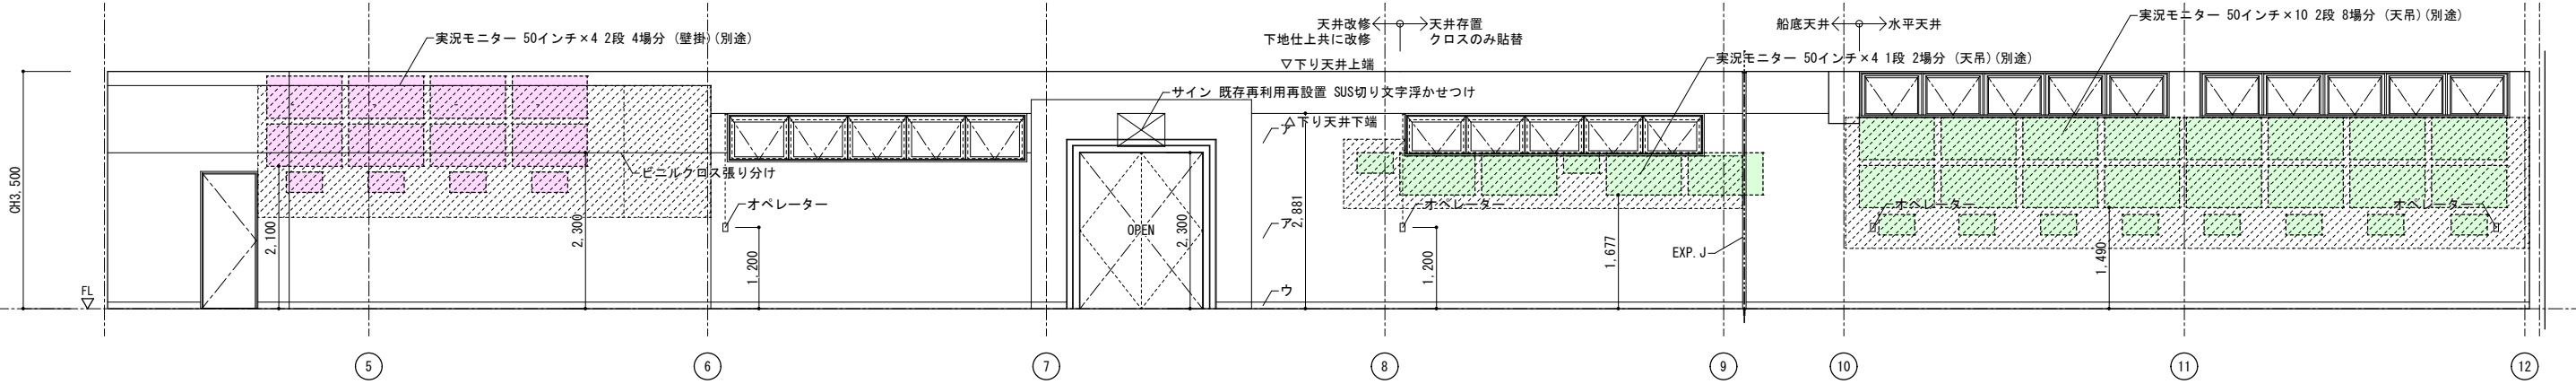 実況モニター 50インチ×4 2段 4場分 (壁掛)(別途)
天井改修
天井存置
下地仕上共に改修
クロスのみ貼替
船底天井
水平天井
実況モニター 50インチ×10 2段 8場分 (天吊)(別途)
実況モニター 50インチ×4 1段 2場分 (天吊)(別途)
▽下り天井上端
サイン 既存再利用再設置 SUS切り文字浮かせつけ
△下り天井下端
ア
ビニルクロス張り分け
CH3,500
オペレーター
オペレーター
オペレーター
オペレーター
2,100
2,300
1,200
OPEN
2,300
ア
2,881
1,200
1,677
EXP.J
1,490
FL
ウ
5
6
7
8
9
10
11
12